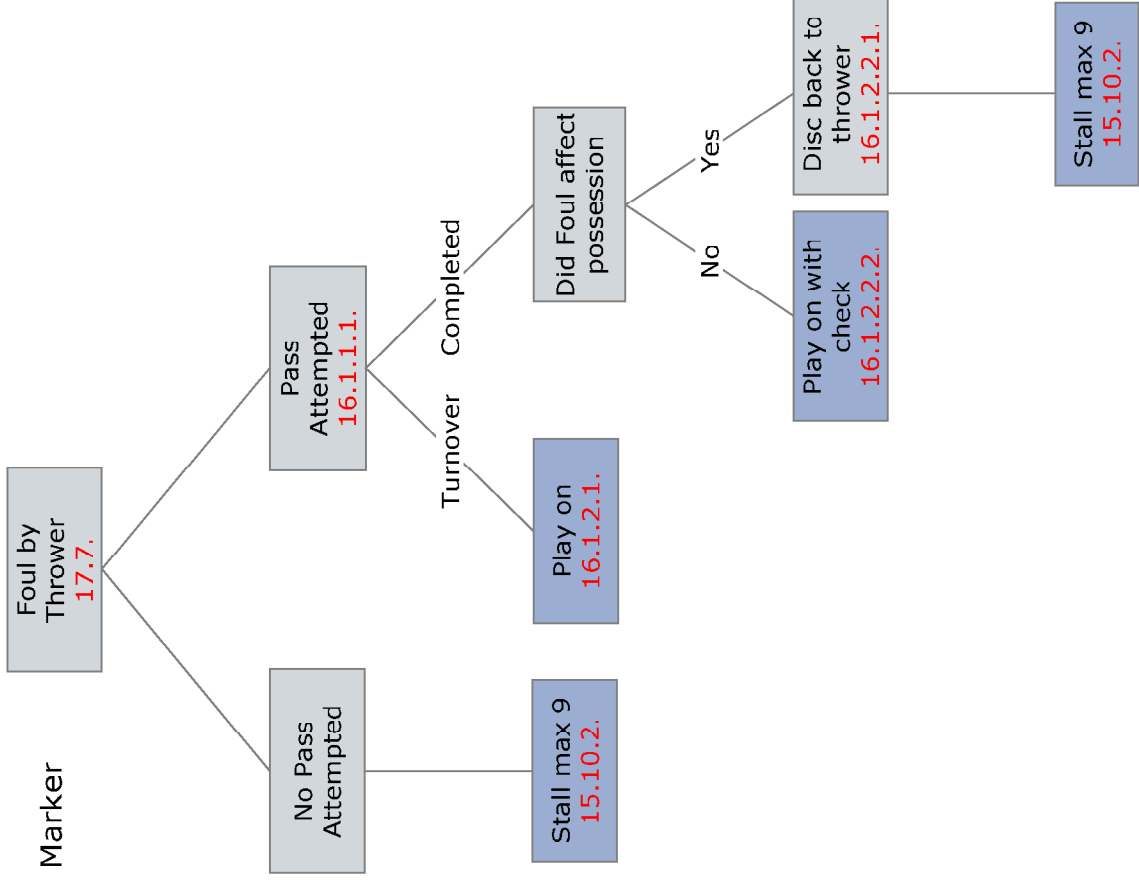 Marker
Foul by
Thrower
17.7.
No Pass
Attempted
Pass
Attempted
16.1.1.1.
Turnover
Completed
Stall max 9
15.10.2.
Play on
16.1.2.1.
Did Foul affect
possession
No
Yes
Play on with
check
16.1.2.2.2.
Disc back to
thrower
16.1.2.2.1.
Stall max 9
15.10.2.